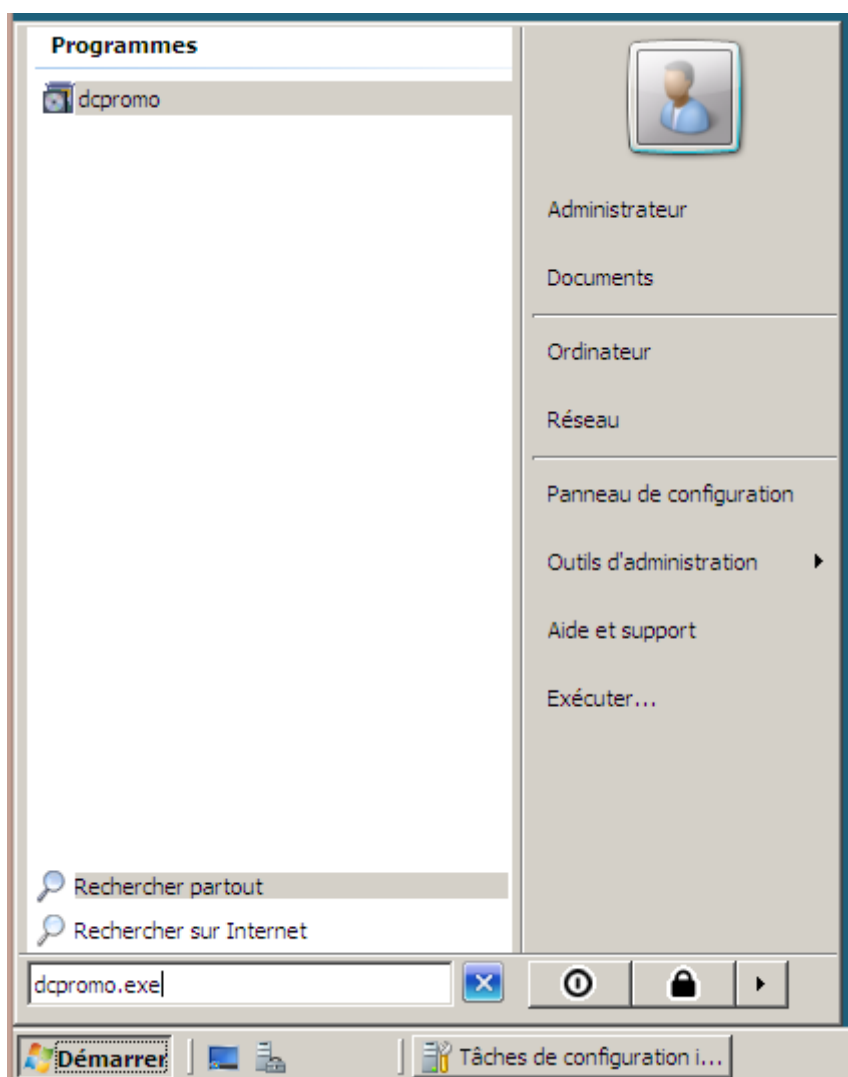 Programmes
dcpromo
Administrateur
Documents
Ordinateur
Réseau
Panneau de configuration
Outils d'administration
Aide et support
Exécuter...
Rechercher partout
Rechercher sur Internet
dcpromo.exe
Démarrer
Tâches de configuration i...